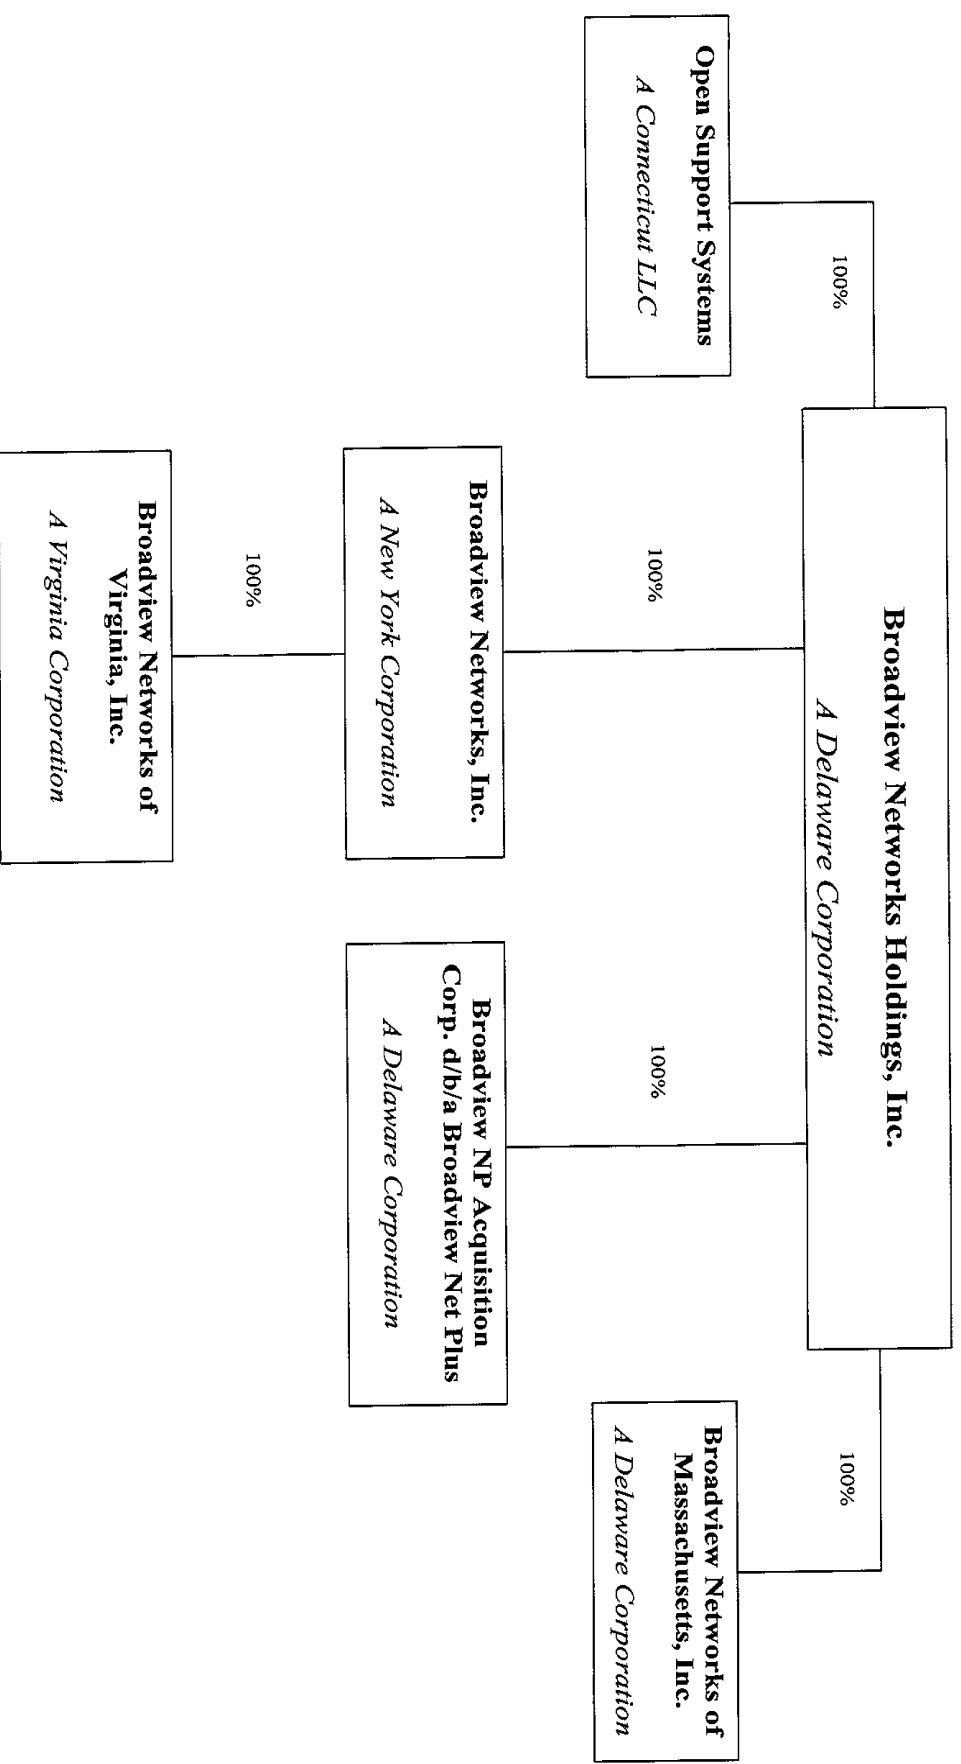 Broadview Networks Holdings, Inc.
A Delaware Corporation
100%
100%
100%
100%
Open Support Systems
A Connecticut LLC
Broadview Networks of
Massachusetts, Inc.
A Delaware Corporation
Broadview Networks, Inc.
A New York Corporation
Broadview NP Acquisition
Corp. d/b/a Broadview Net Plus
A Delaware Corporation
100%
Broadview Networks of
Virginia, Inc.
A Virginia Corporation